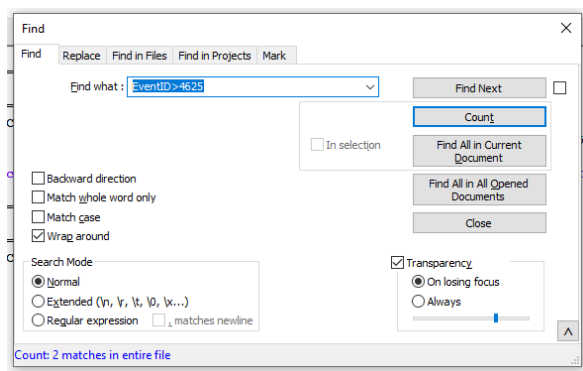 Find
Find Replace Find in Files Find in Projects Mark
Find what : EventID>4625
Find Next
Count
In selection
Find All in Current
Document
Find All in All Opened
Documents
Close
Backward direction
Match whole word only
Match case
Wrap around
Search Mode
Normal
Extended (\n, \r, \t, \0, \x...)
Regular expression . matches newline
Transparency
On losing focus
Always
Count: 2 matches in entire file